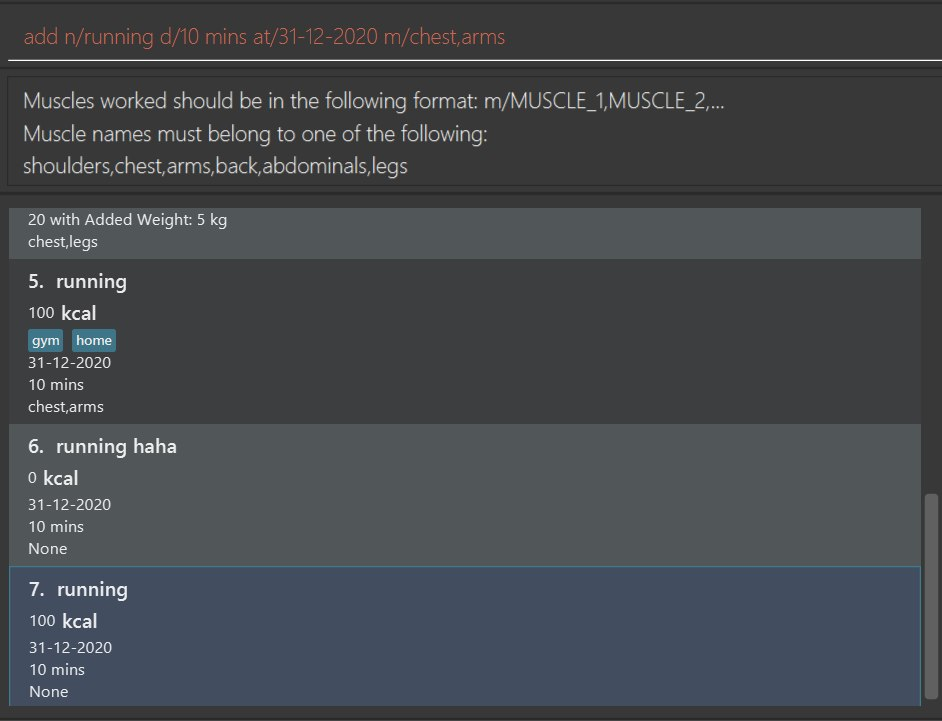 add n/running d/10 mins at/31-12-2020 m/chest,arms
Muscles worked should be in the following format: m/MUSCLE_1,MUSCLE_2,...
Muscle names must belong to one of the following:
shoulders,chest,arms,back,abdominals,legs
20 with Added Weight: 5 kg
chest,legs
5. running
100 kcal
gym home
31-12-2020
10 mins
chest,arms
6. running haha
0 kcal
31-12-2020
10 mins
None
7. running
100 kcal
31-12-2020
10 mins
None